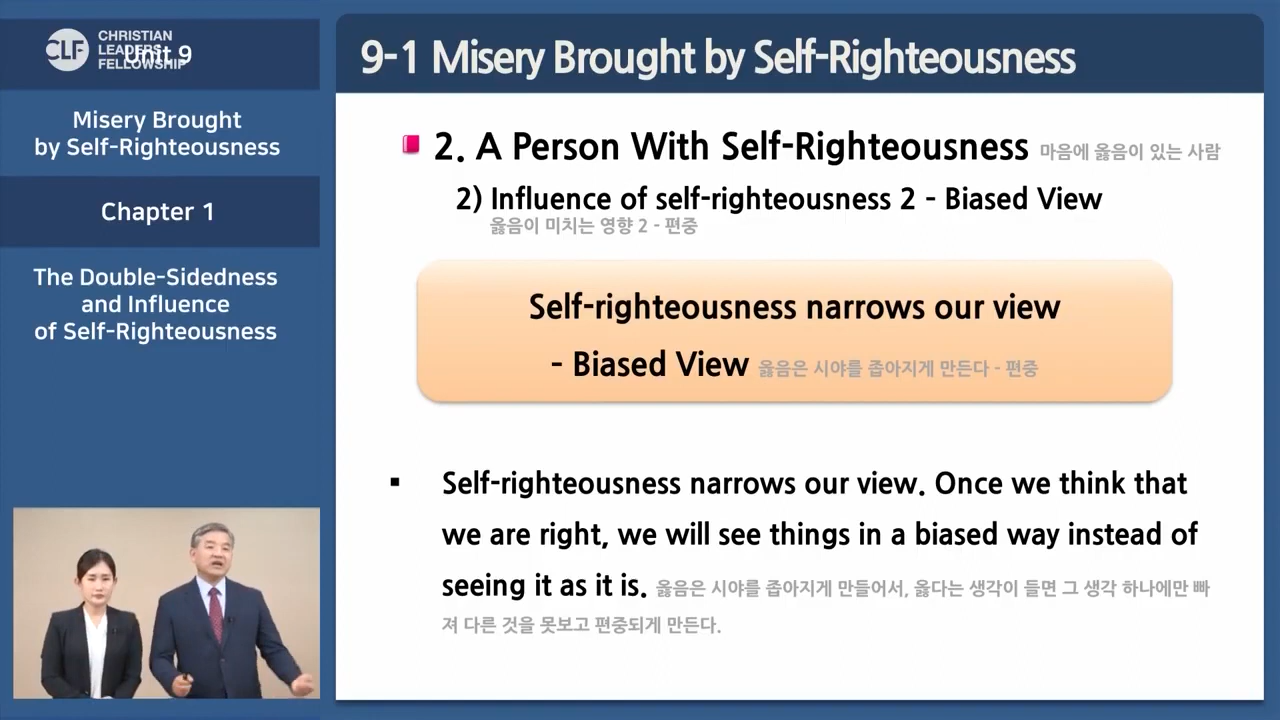 CHRISTIAN
LEADERS
FELLOWSHIP
CLF
Unit 9
Misery Brought
by Self-Righteousness
Chapter 1
The Double-Sidedness
and Influence
of Self-Righteousness
9-1 Misery Brought by Self-Righteousness
2. A Person With Self-Righteousness 마음에 옳음이 있는 사람
2) Influence of self-righteousness 2 - Biased View
옳음이 미치는 영향 2 - 편중
Self-righteousness narrows our view
- Biased View 옳음은 시야를 좁아지게 만든다 - 편중
▪ Self-righteousness narrows our view. Once we think that
we are right, we will see things in a biased way instead of
seeing it as it is. 옳음은 시야를 좁아지게 만들어서, 옳다는 생각이 들면 그 생각 하나에만 빠
져 다른 것을 못보고 편중되게 만든다.